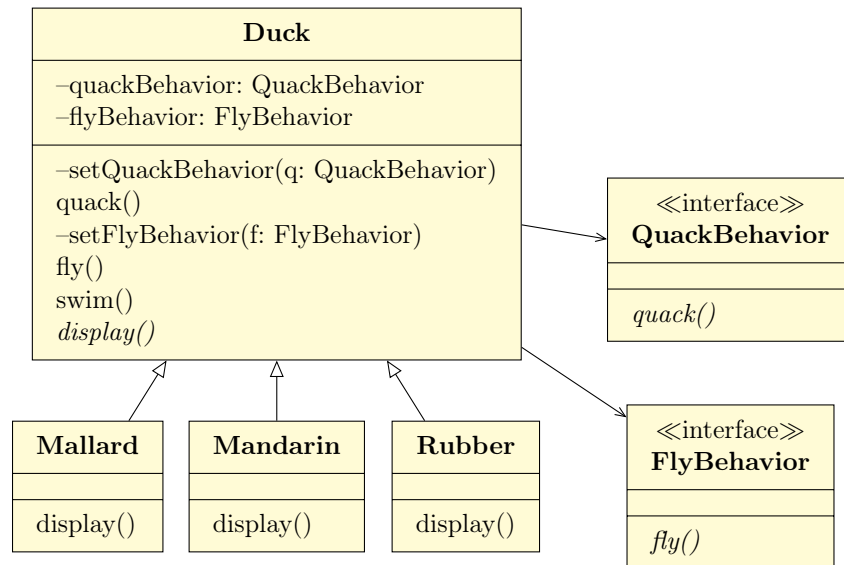 Duck
–quackBehavior: QuackBehavior
–flyBehavior: FlyBehavior
–setQuackBehavior(q: QuackBehavior)
quack()
–setFlyBehavior(f: FlyBehavior)
fly()
swim()
display()
≪interface≫
QuackBehavior
quack()
Mallard
display()
Mandarin
display()
Rubber
display()
≪interface≫
FlyBehavior
fly()